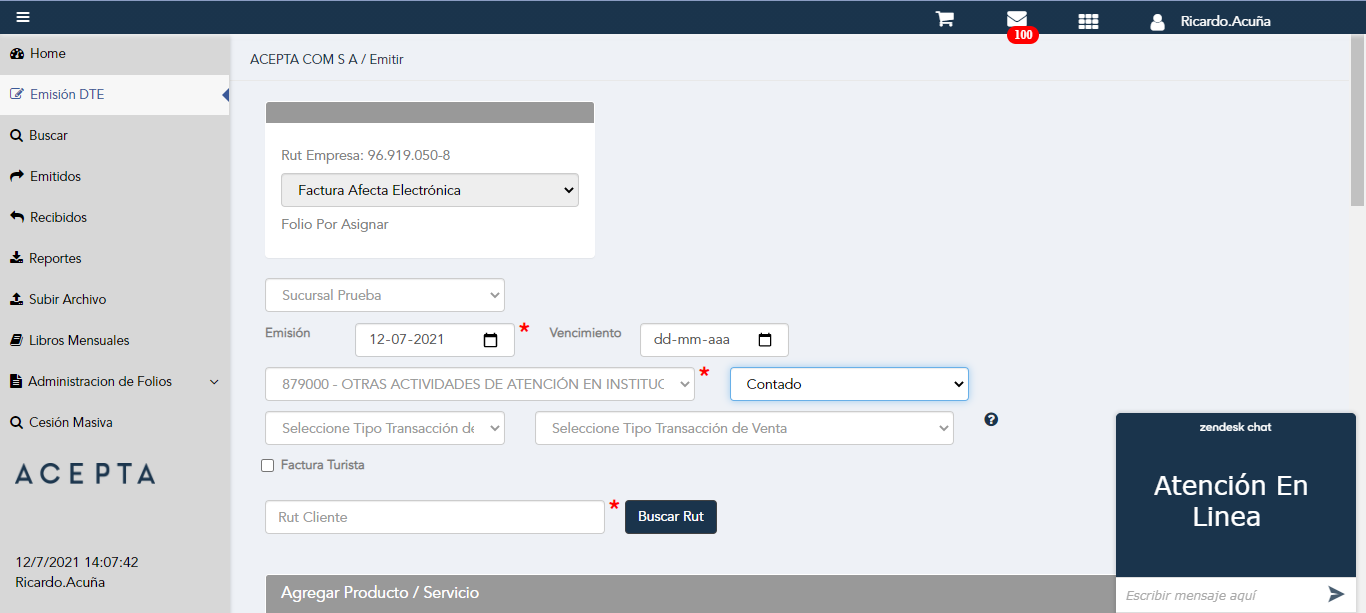 Ricardo.Acuña
100
Home
Emisión DTE
Buscar
Emitidos
Recibidos
Reportes
Subir Archivo
Libros Mensuales
Administracion de Folios
Cesión Masiva
ACEPTA
12/7/2021 14:07:42
Ricardo.Acuña
ACEPTA COM S A / Emitir
Rut Empresa: 96.919.050-8
Factura Afecta Electrónica
Folio Por Asignar
Sucursal Prueba
Emisión 12-07-2021 * Vencimiento dd-mm-aaa
879000 - OTRAS ACTIVIDADES DE ATENCIÓN EN INSTITUC * Contado
Seleccione Tipo Transacción de Seleccione Tipo Transacción de Venta ?
Factura Turista
Rut Cliente * Buscar Rut
Agregar Producto / Servicio
zendesk chat
Atención En
Linea
Escribir mensaje aquí